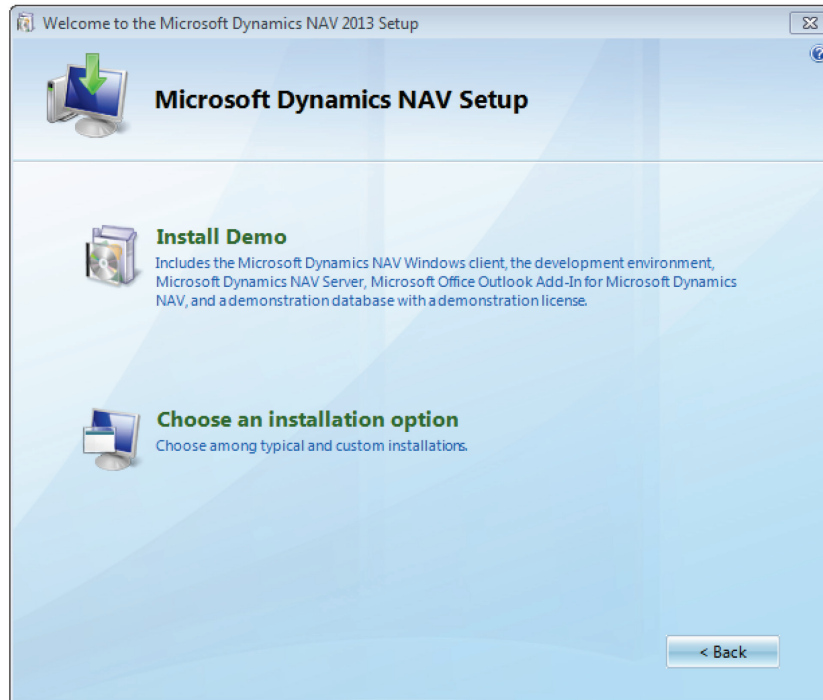 Welcome to the Microsoft Dynamics NAV 2013 Setup
Microsoft Dynamics NAV Setup
Install Demo
Includes the Microsoft Dynamics NAV Windows client, the development environment,
Microsoft Dynamics NAV Server, Microsoft Office Outlook Add-In for Microsoft Dynamics
NAV, and a demonstration database with a demonstration license.
Choose an installation option
Choose among typical and custom installations.
< Back